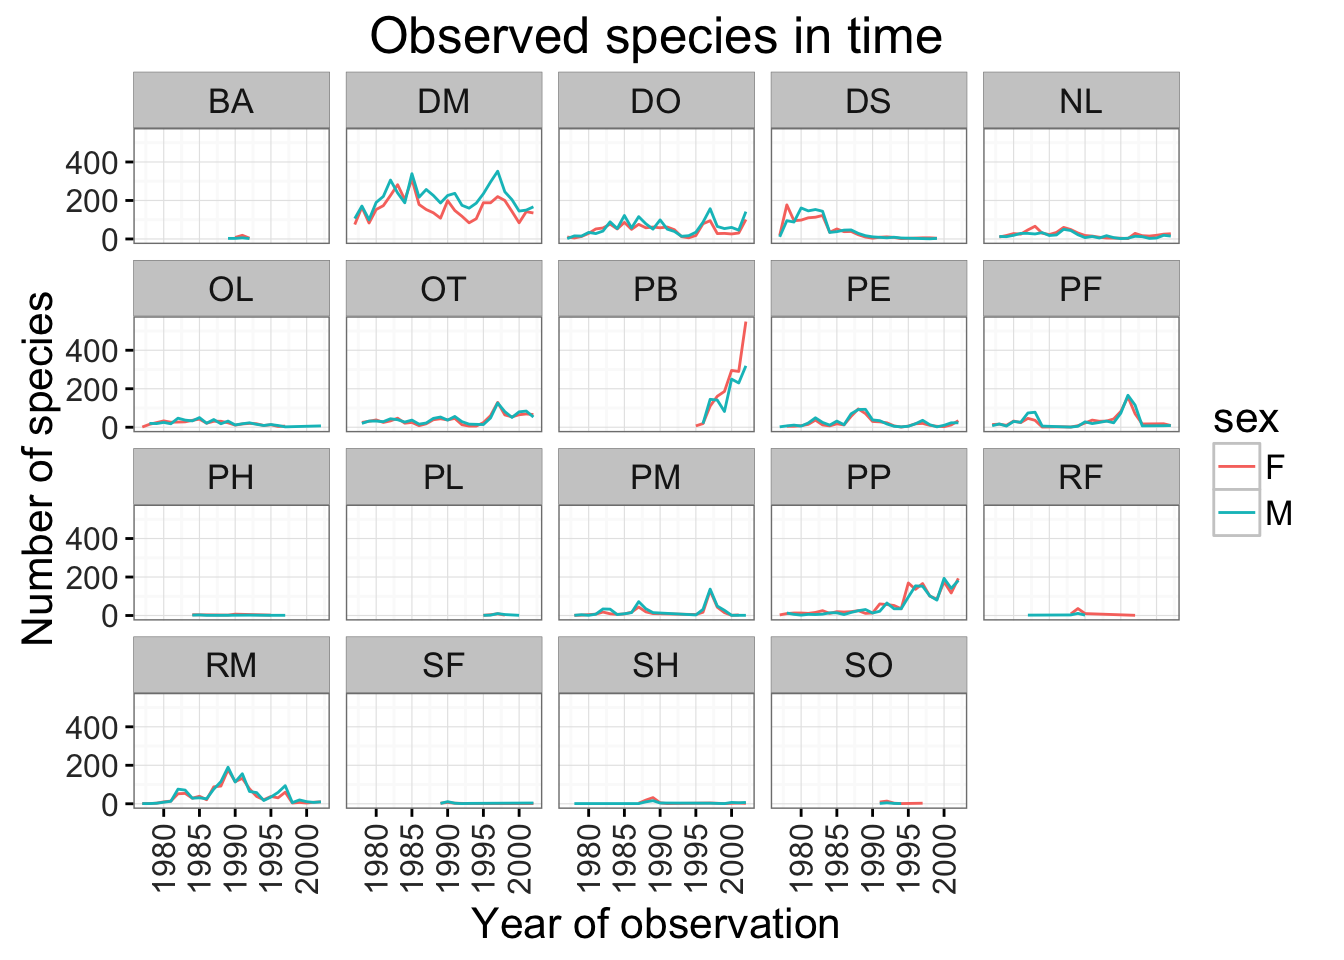 Observed species in time
BA DM DO DS NL
400
200
0
OL OT PB PE PF
400
200
0
PH PL PM PP RF
400
200
0
RM SF SH SO
400
200
0
1980 1985 1990 1995 2000 1980 1985 1990 1995 2000 1980 1985 1990 1995 2000 1980 1985 1990 1995 2000
Year of observation
Number of species
sex
F
M